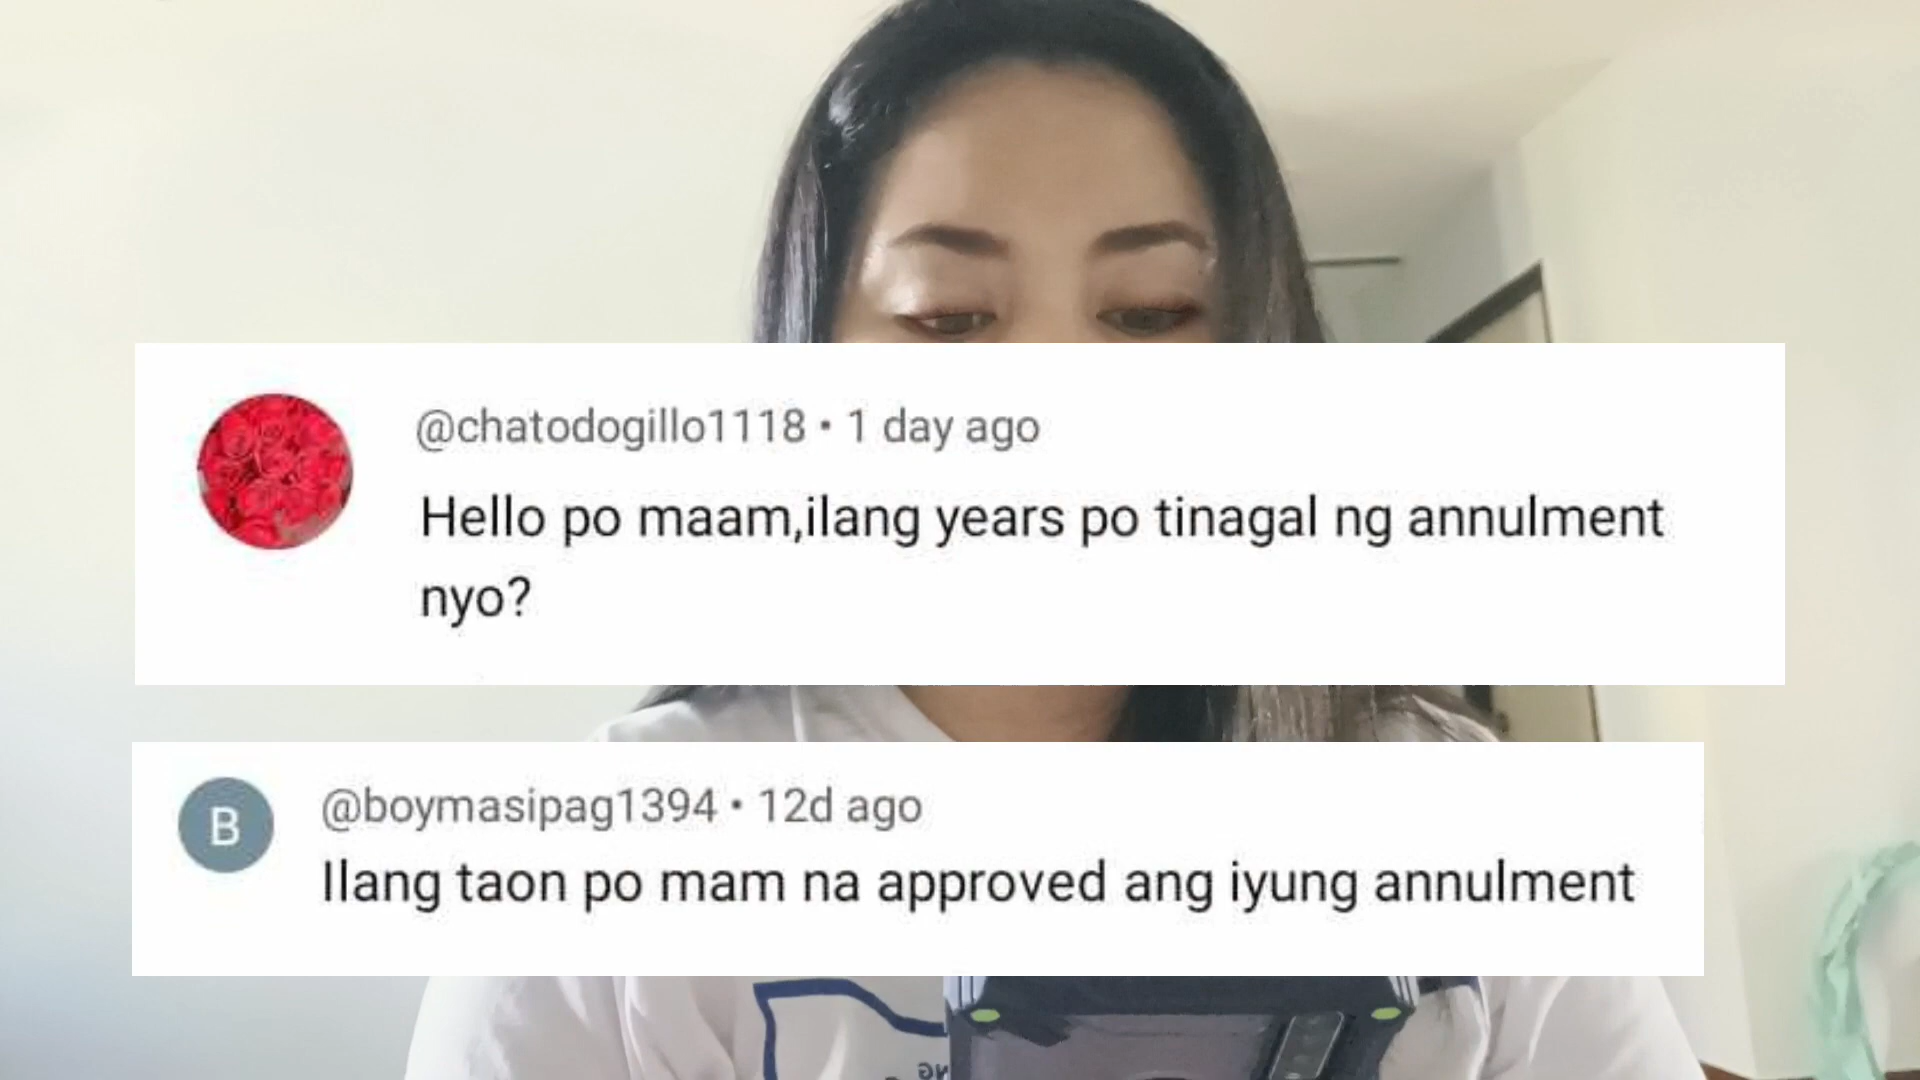 @chatodogillo1118 • 1 day ago
Hello po maam,ilang years po tinagal ng annulment
nyo?
B
@boymasipag1394 • 12d ago
Ilang taon po mam na approved ang iyung annulment